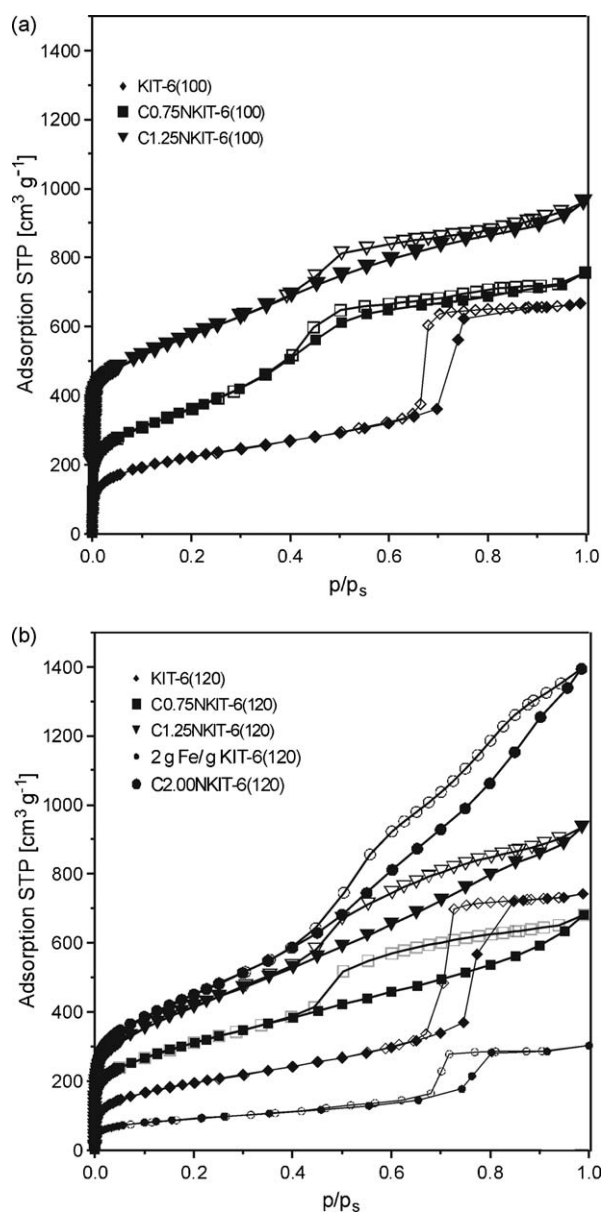 (a)
1400
1200
1000
800
600
400
200
0
Adsorption STP [cm³ g⁻¹]
KIT-6(100)
C0.75NKIT-6(100)
C1.25NKIT-6(100)
0.0 0.2 0.4 0.6 0.8 1.0
p/pₛ
(b)
1400
1200
1000
800
600
400
200
0
Adsorption STP [cm³ g⁻¹]
KIT-6(120)
C0.75NKIT-6(120)
C1.25NKIT-6(120)
2 g Fe/g KIT-6(120)
C2.00NKIT-6(120)
0.0 0.2 0.4 0.6 0.8 1.0
p/pₛ